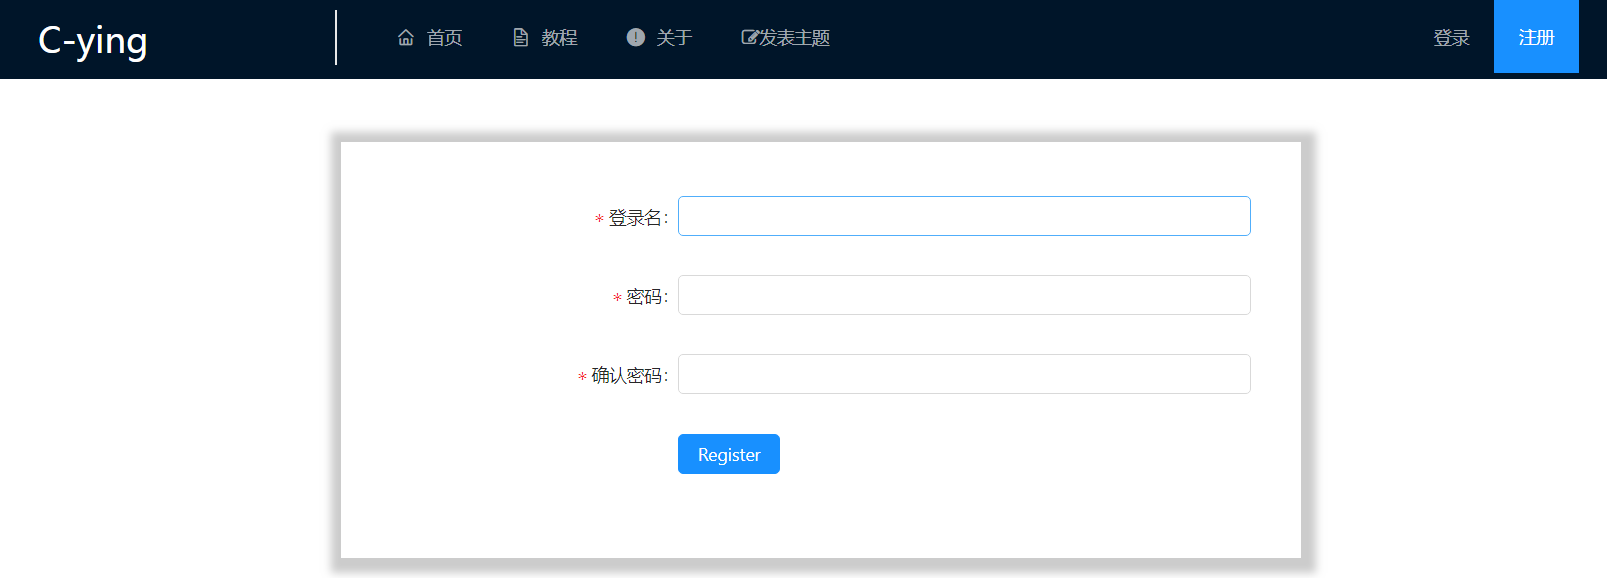 C-ying 首页 教程 关于 发表主题 登录 注册
* 登录名:
* 密码:
* 确认密码:
Register